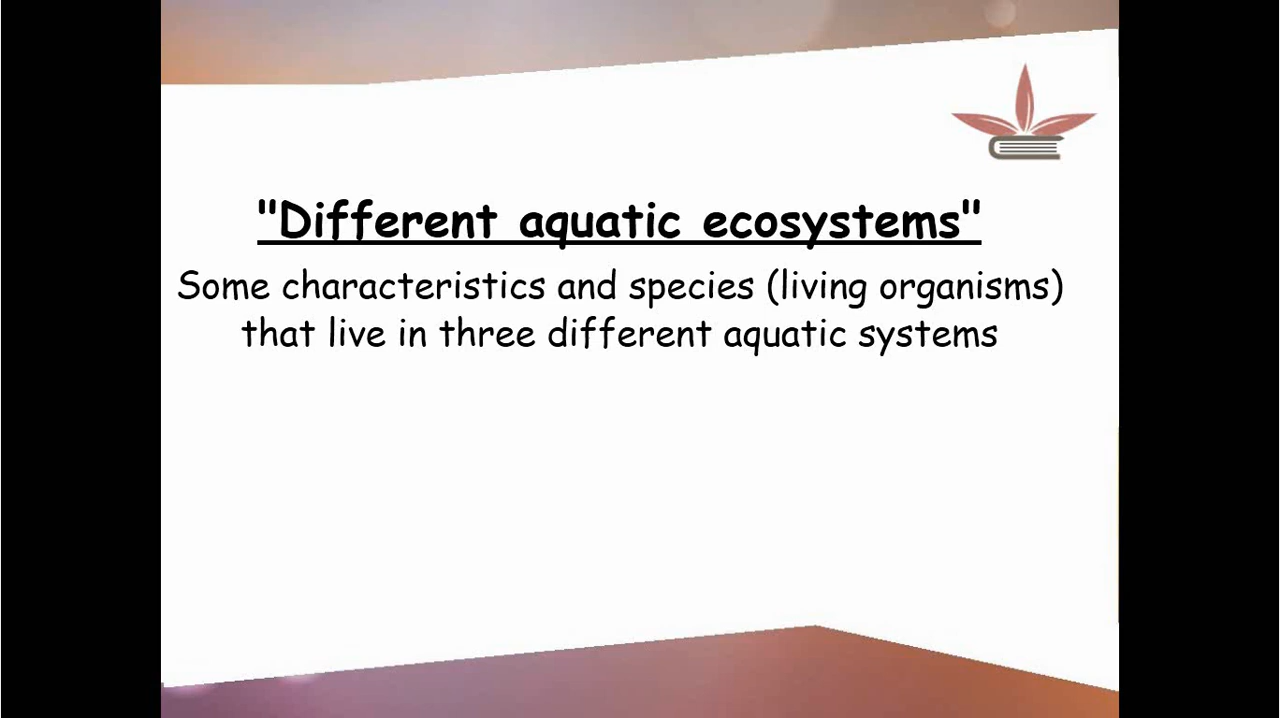 "Different aquatic ecosystems"
Some characteristics and species (living organisms)
that live in three different aquatic systems